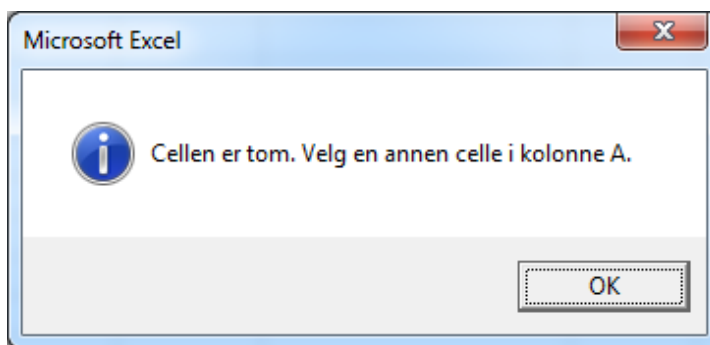 Microsoft Excel
Cellen er tom. Velg en annen celle i kolonne A.
OK